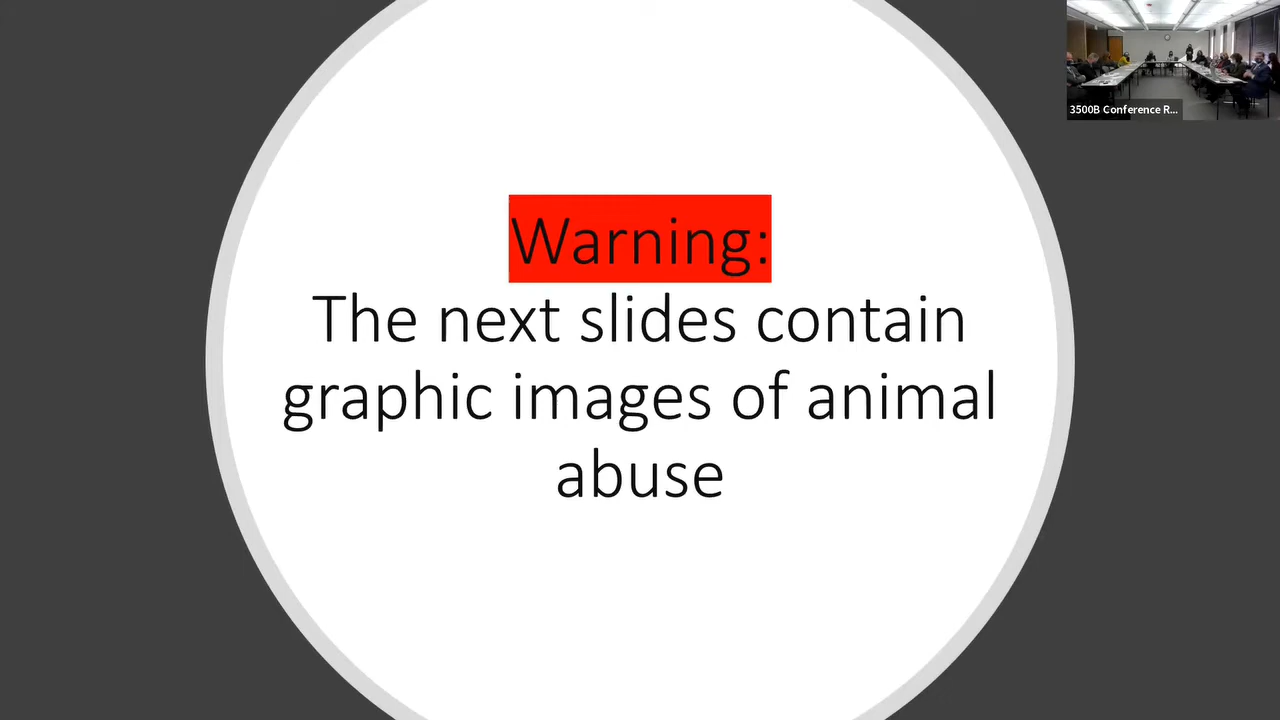 3500B Conference R...
Warning:
The next slides contain
graphic images of animal
abuse